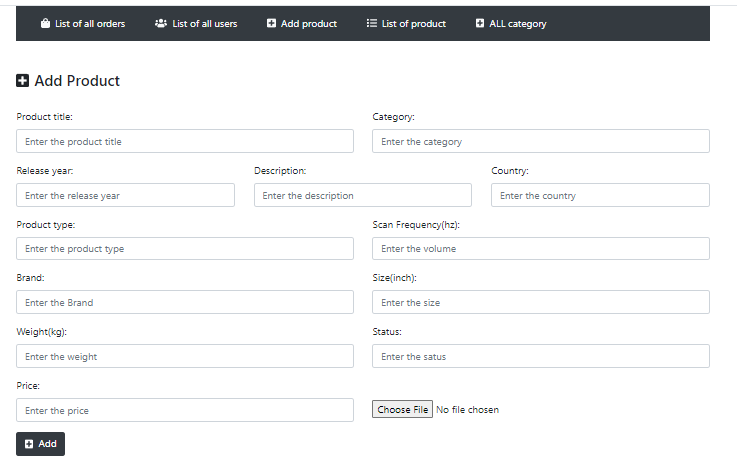 List of all orders List of all users Add product List of product ALL category
Add Product
Product title: Category:
Enter the product title Enter the category
Release year: Description: Country:
Enter the release year Enter the description Enter the country
Product type: Scan Frequency(hz):
Enter the product type Enter the volume
Brand: Size(inch):
Enter the Brand Enter the size
Weight(kg): Status:
Enter the weight Enter the satus
Price:
Enter the price Choose File No file chosen
Add